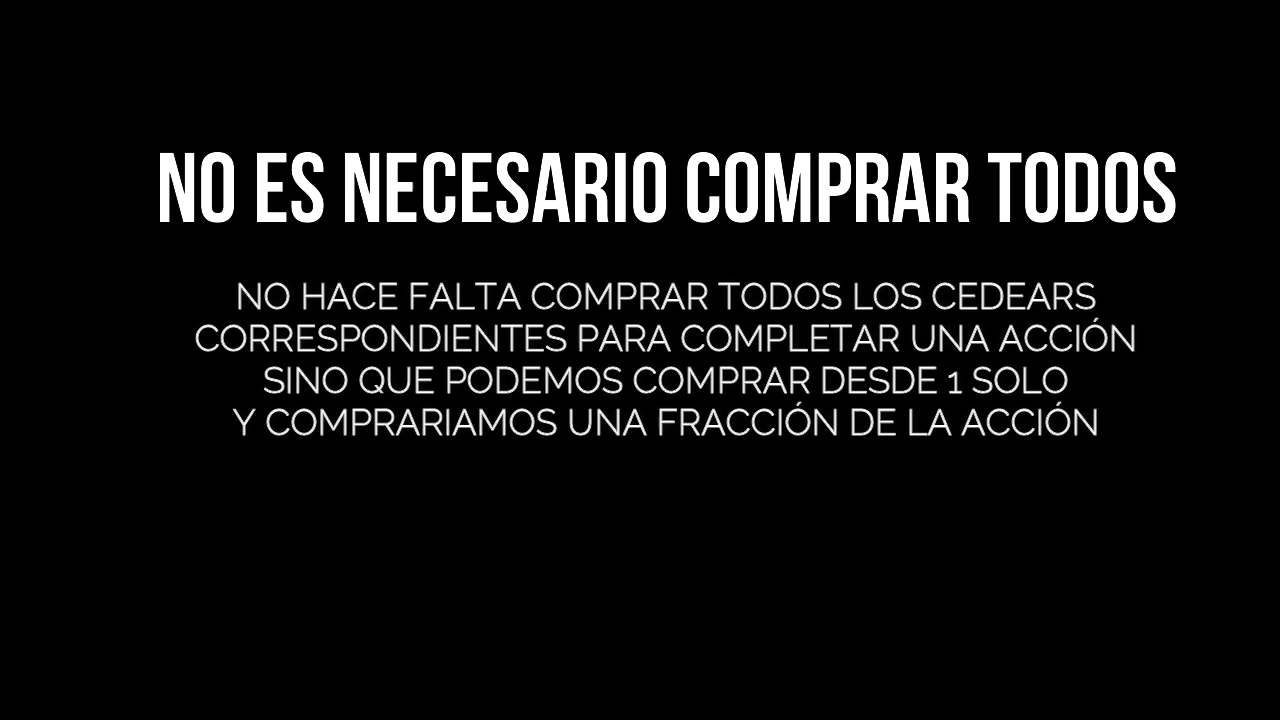 NO ES NECESARIO COMPRAR TODOS
NO HACE FALTA COMPRAR TODOS LOS CEDEARS
CORRESPONDIENTES PARA COMPLETAR UNA ACCIÓN
SINO QUE PODEMOS COMPRAR DESDE 1 SOLO
Y COMPRARIAMOS UNA FRACCIÓN DE LA ACCIÓN